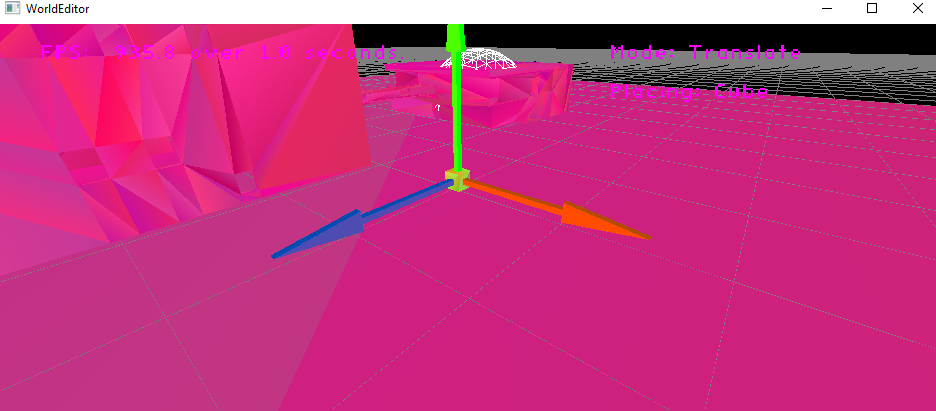 WorldEditor
FPS: 935.8 over 1.0 seconds
Mode: Translate
Placing: Cube